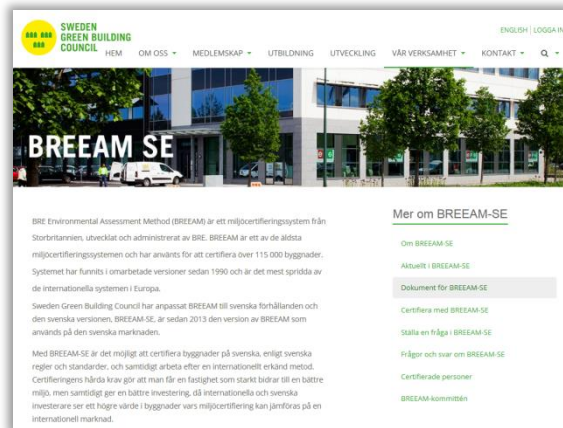 SWEDEN
GREEN BUILDING
COUNCIL
ENGLISH | LOGGA IN
HEM OM OSS MEDLEMSKAP UTBILDNING UTVECKLING VÅR VERKSAMHET KONTAKT
BREEAM SE
BRE Environmental Assessment Method (BREEAM) är ett miljöcertifieringssystem från
Storbritannien, utvecklat och administrerat av BRE. BREEAM är ett av de äldsta
miljöcertifieringssystemen och har använts för att certifiera över 115 000 byggnader.
Systemet har funnits i omarbetade versioner sedan 1990 och är det mest spridda av
de internationella systemen i Europa.
Sweden Green Building Council har anpassat BREEAM till svenska förhållanden och
den svenska versionen, BREEAM-SE, är sedan 2013 den version av BREEAM som
används på den svenska marknaden.
Med BREEAM-SE är det möjligt att certifiera byggnader på svenska, enligt svenska
regler och standarder, och samtidigt arbeta efter en internationellt erkänd metod.
Certifieringens hårda krav gör att man får en fastighet som starkt bidrar till en bättre
miljö, men samtidigt ger en bättre investering, då internationella och svenska
investerare ser ett högre värde i byggnader vars miljöcertifiering kan jämföras på en
internationell marknad.
Mer om BREEAM-SE
Om BREEAM-SE
Aktuellt i BREEAM-SE
Dokument för BREEAM-SE
Certifiera med BREEAM-SE
Ställa en fråga i BREEAM-SE
Frågor och svar om BREEAM-SE
Certifierade personer
BREEAM-kommittén